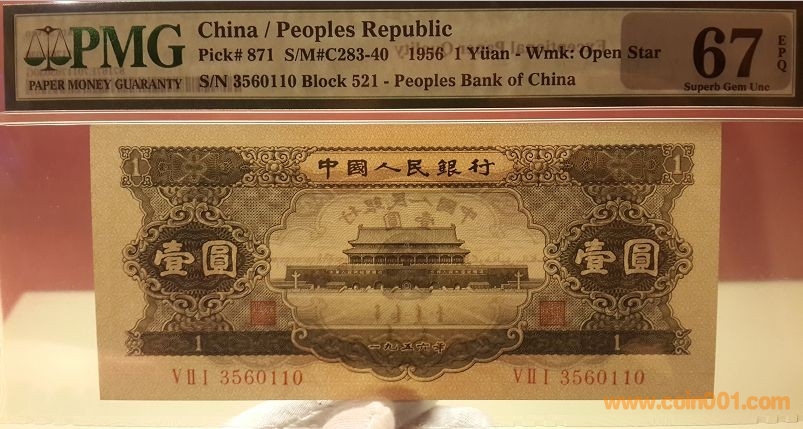 PMG
PAPER MONEY GUARANTY
China / Peoples Republic
Pick# 871 S/M#C283-40 1956 1 Yüan - Wmk: Open Star
S/N 3560110 Block 521 - Peoples Bank of China
67
EPQ
Superb Gem Unc
1
中國人民銀行
1
壹圓
壹圓
1
一九五六年
1
VⅡI 3560110
VⅡI 3560110
www.coin001.com